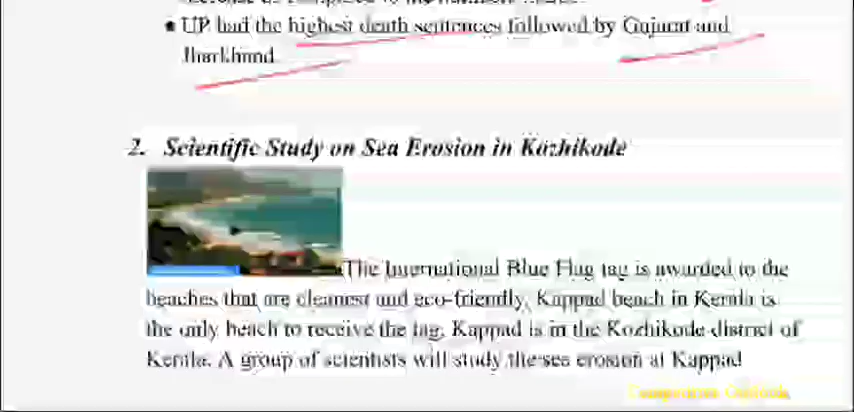 • UP had the highest death sentences followed by Gujarat and
Jharkhand
2. Scientific Study on Sea Erosion in Kozhikode
The International Blue Flag tag is awarded to the
beaches that are cleanest and eco-friendly. Kappad beach in Kerala is
the only beach to receive the tag. Kappad is in the Kozhikode district of
Kerala. A group of scientists will study the sea erosion at Kappad